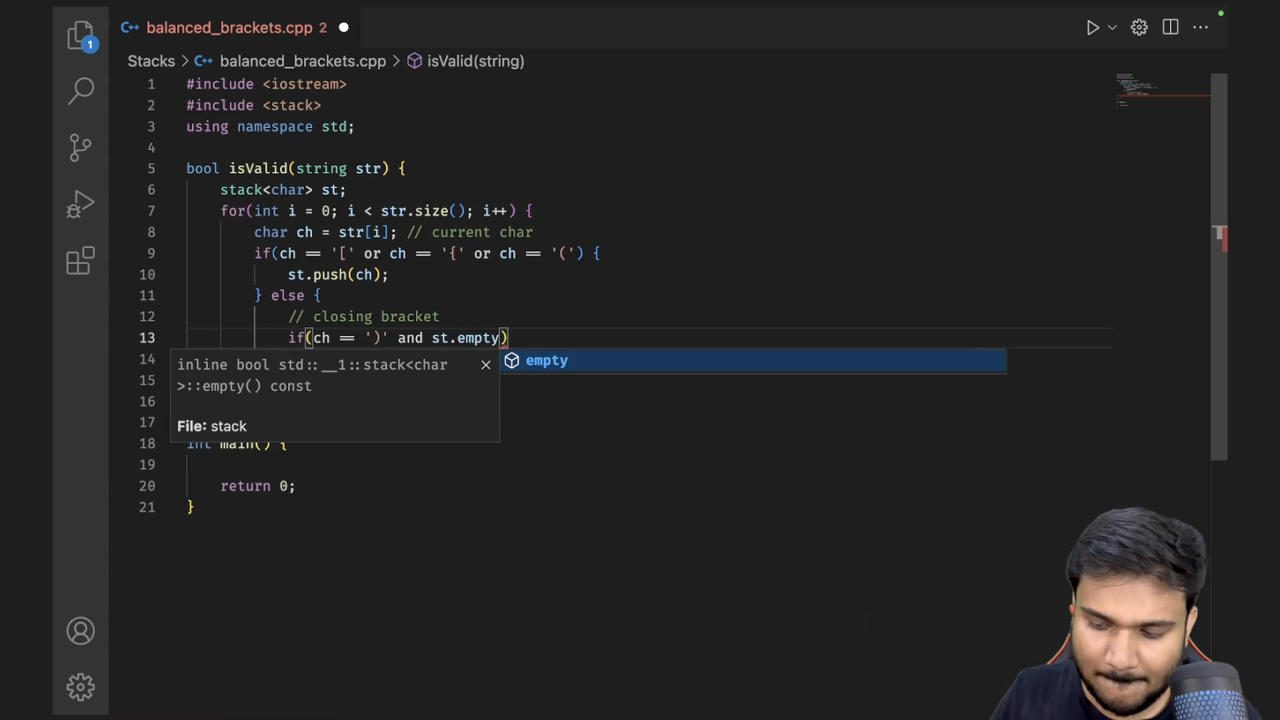 1
balanced_brackets.cpp 2
Stacks > balanced_brackets.cpp > isValid(string)
1 #include <iostream>
2 #include <stack>
3 using namespace std;
4
5 bool isValid(string str) {
6 stack<char> st;
7 for(int i = 0; i < str.size(); i++) {
8 char ch = str[i]; // current char
9 if(ch == '[' or ch == '{' or ch == '(') {
10 st.push(ch);
11 } else {
12 // closing bracket
13 if(ch == ')' and st.empty)
14
empty
inline bool std::__1::stack<char
>::empty() const
15
16
File: stack
17
18 int main() {
19
20 return 0;
21 }